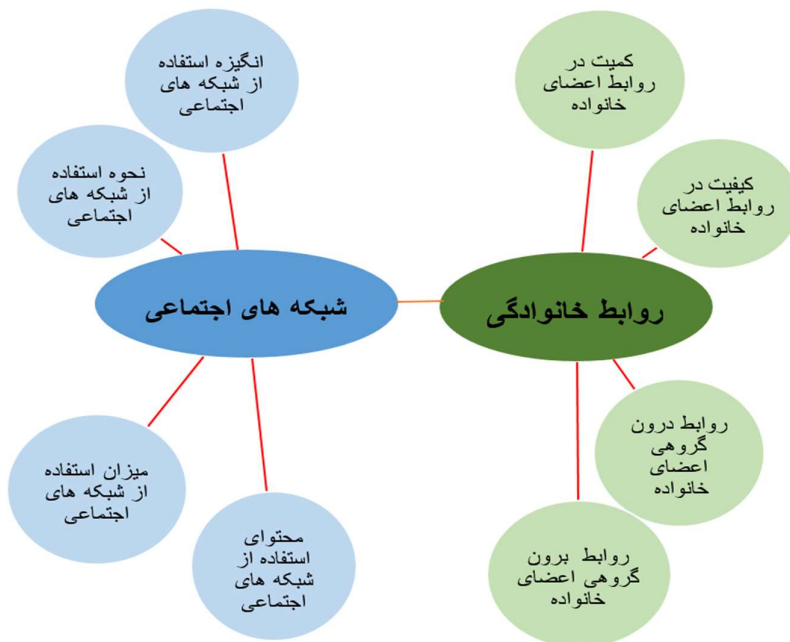 کمیت در
روابط اعضای
خانواده
کیفیت در
روابط اعضای
خانواده
روابط خانوادگی
روابط درون
گروهی
اعضای
خانواده
روابط برون
گروهی اعضای
خانواده
انگیزه استفاده
از شبکه های
اجتماعی
نحوه استفاده
از شبکه های
اجتماعی
شبکه های اجتماعی
میزان استفاده
از شبکه های
اجتماعی
محتوای
استفاده از
شبکه های
اجتماعی